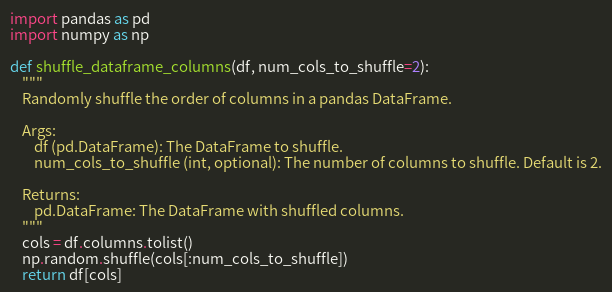 import pandas as pd
import numpy as np

def shuffle_dataframe_columns(df, num_cols_to_shuffle=2):
    """
    Randomly shuffle the order of columns in a pandas DataFrame.

    Args:
        df (pd.DataFrame): The DataFrame to shuffle.
        num_cols_to_shuffle (int, optional): The number of columns to shuffle. Default is 2.

    Returns:
        pd.DataFrame: The DataFrame with shuffled columns.
    """
    cols = df.columns.tolist()
    np.random.shuffle(cols[:num_cols_to_shuffle])
    return df[cols]